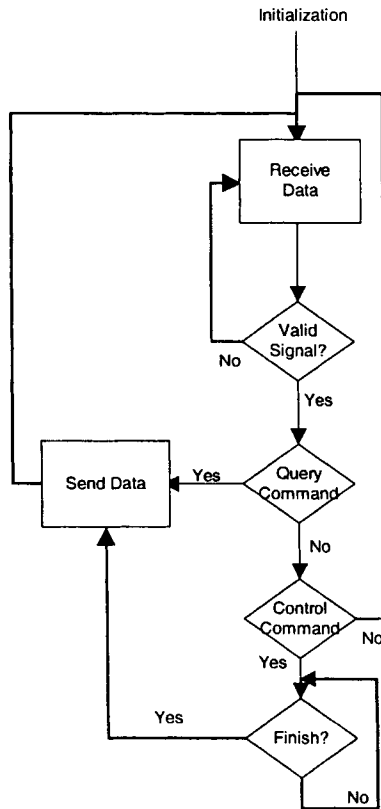 Initialization
Receive
Data
Valid
Signal?
No
Yes
Send Data
Yes
Query
Command
No
Control
Command
No
Yes
Yes
Finish?
No